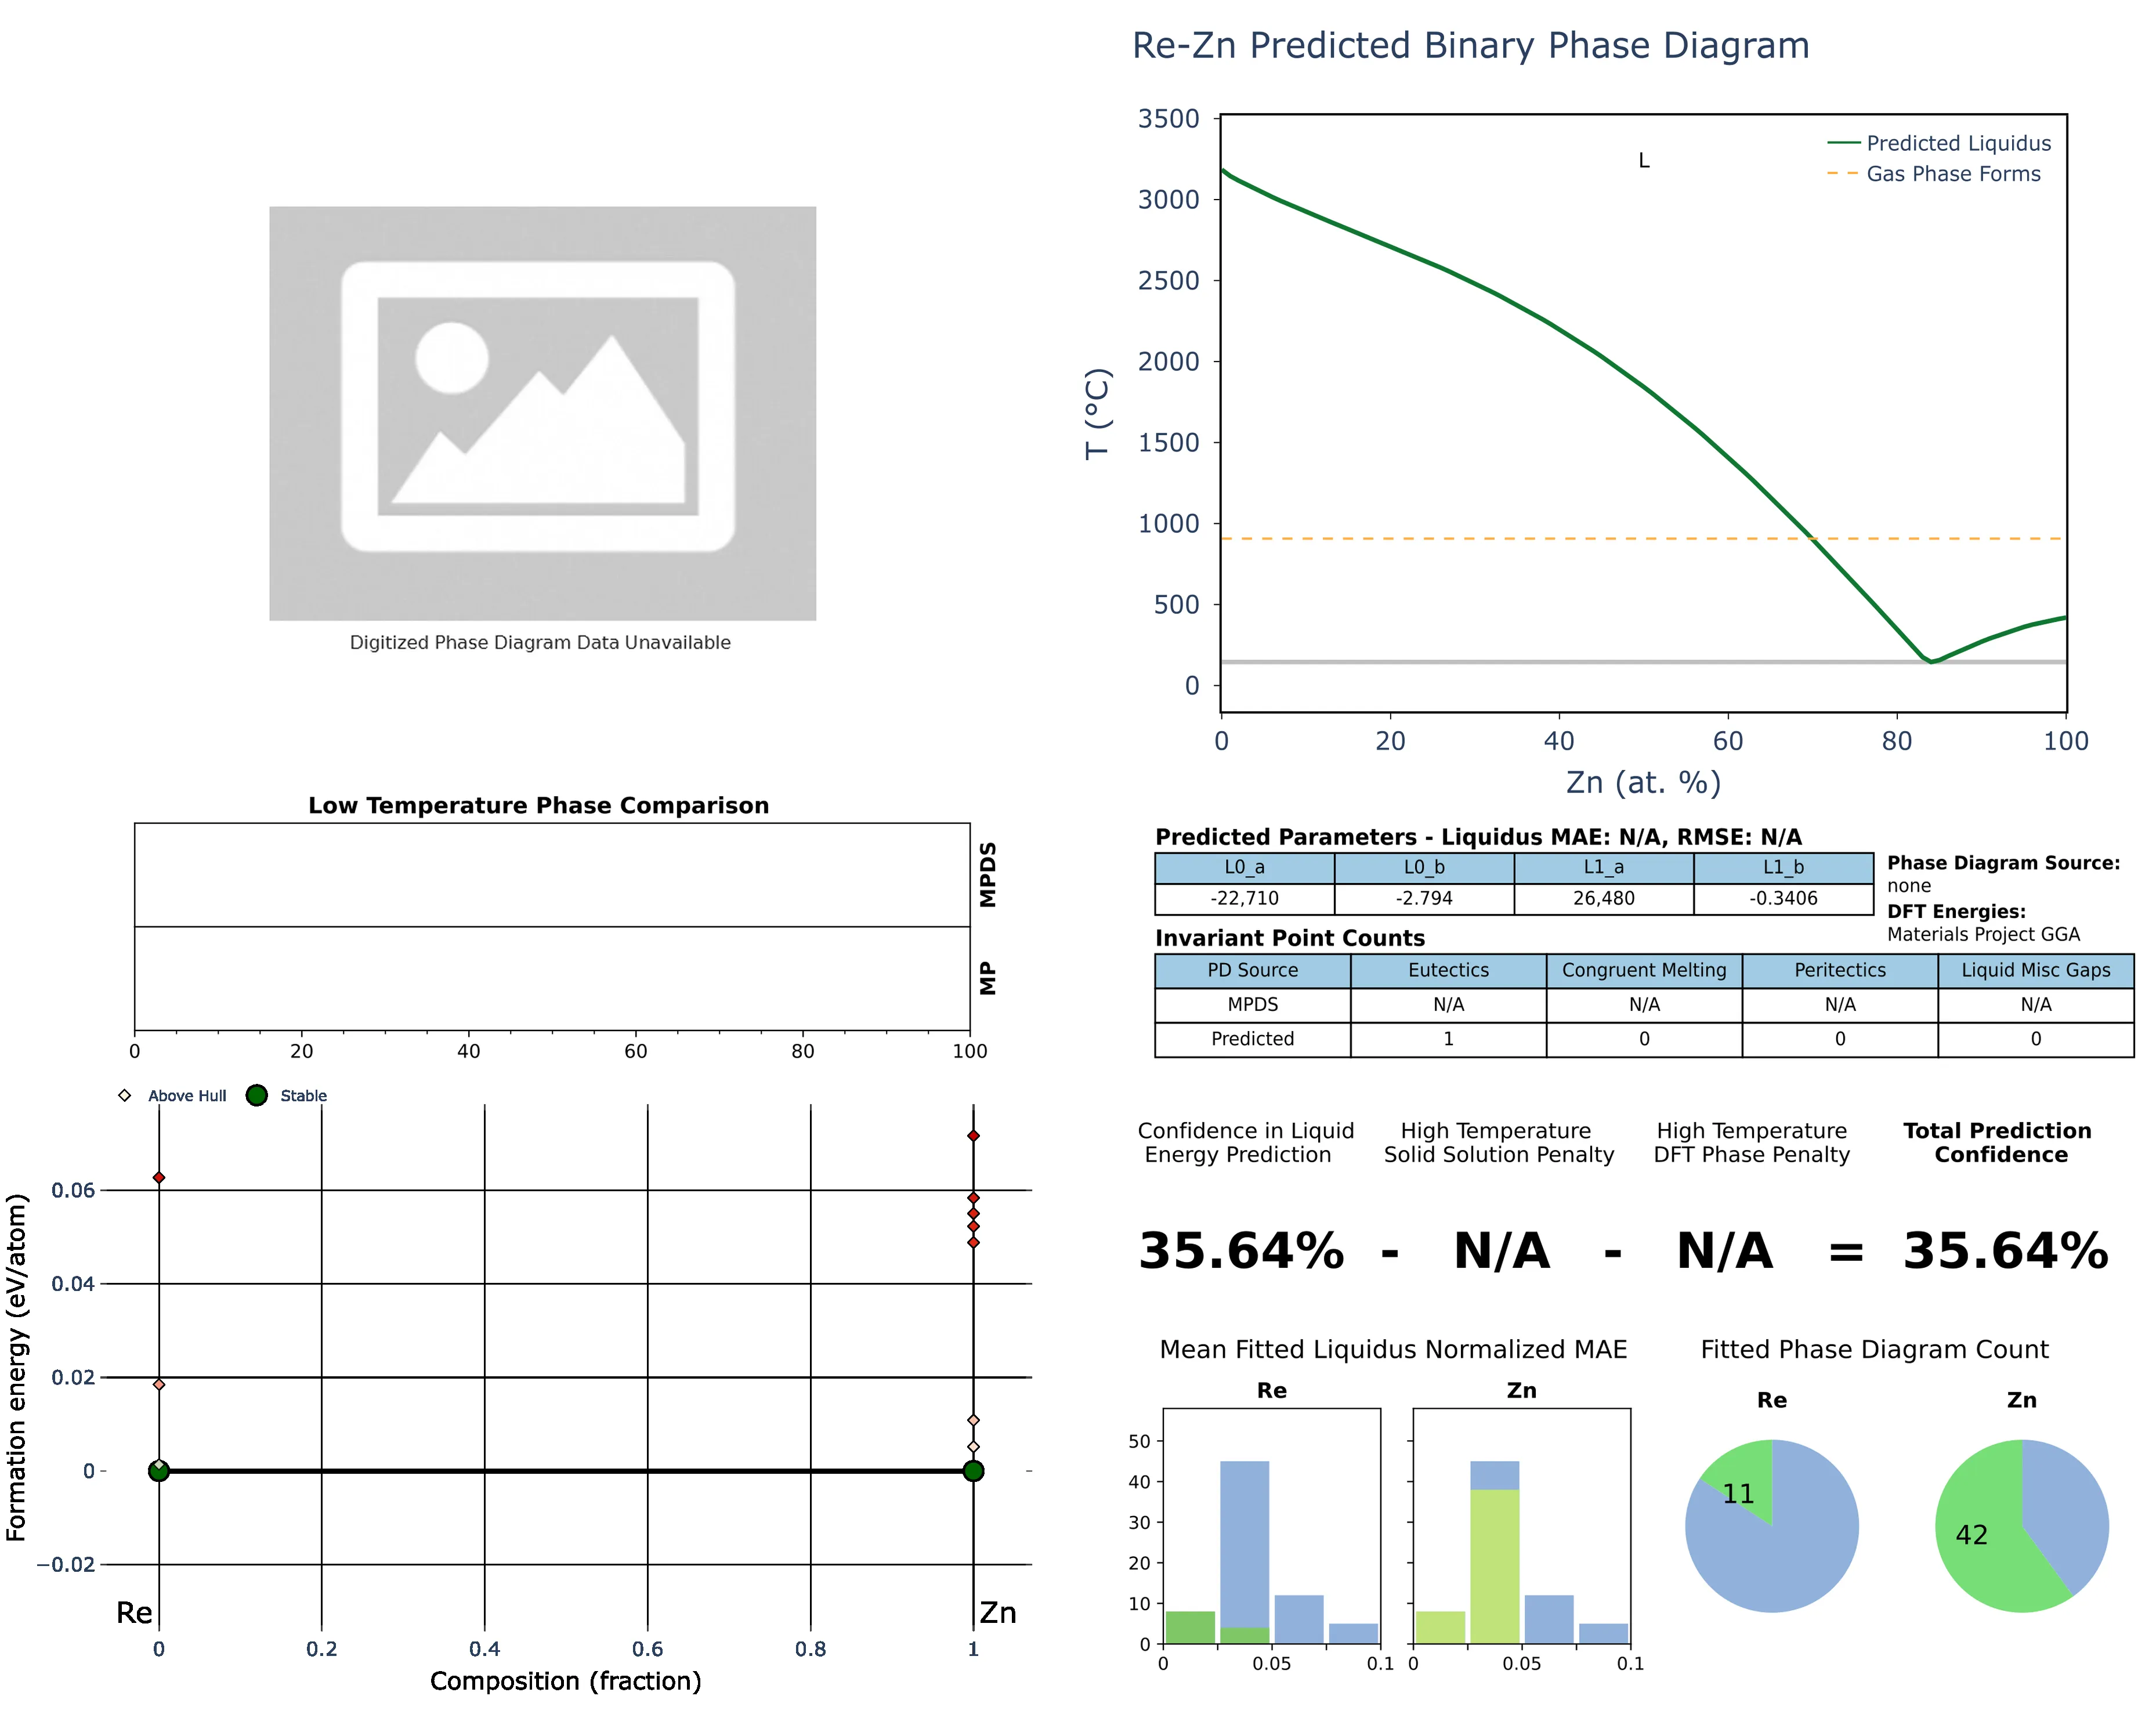 Re-Zn Predicted Binary Phase Diagram
3500
3000
2500
2000
1500
1000
500
0
T (°C)
L
Predicted Liquidus
Gas Phase Forms
0 20 40 60 80 100
Zn (at. %)
Digitized Phase Diagram Data Unavailable
Low Temperature Phase Comparison
MPDS
MP
0 20 40 60 80 100
Predicted Parameters - Liquidus MAE: N/A, RMSE: N/A
L0_a L0_b L1_a L1_b
-22,710 -2.794 26,480 -0.3406
Phase Diagram Source:
none
DFT Energies:
Materials Project GGA
Invariant Point Counts
PD Source Eutectics Congruent Melting Peritectics Liquid Misc Gaps
MPDS N/A N/A N/A N/A
Predicted 1 0 0 0
Above Hull Stable
0.06
0.04
0.02
0
−0.02
Formation energy (eV/atom)
Re Zn
0 0.2 0.4 0.6 0.8 1
Composition (fraction)
Confidence in Liquid
Energy Prediction
High Temperature
Solid Solution Penalty
High Temperature
DFT Phase Penalty
Total Prediction
Confidence
35.64% - N/A - N/A = 35.64%
Mean Fitted Liquidus Normalized MAE
Re Zn
50
40
30
20
10
0
0 0.05 0.1 0 0.05 0.1
Fitted Phase Diagram Count
Re Zn
11 42